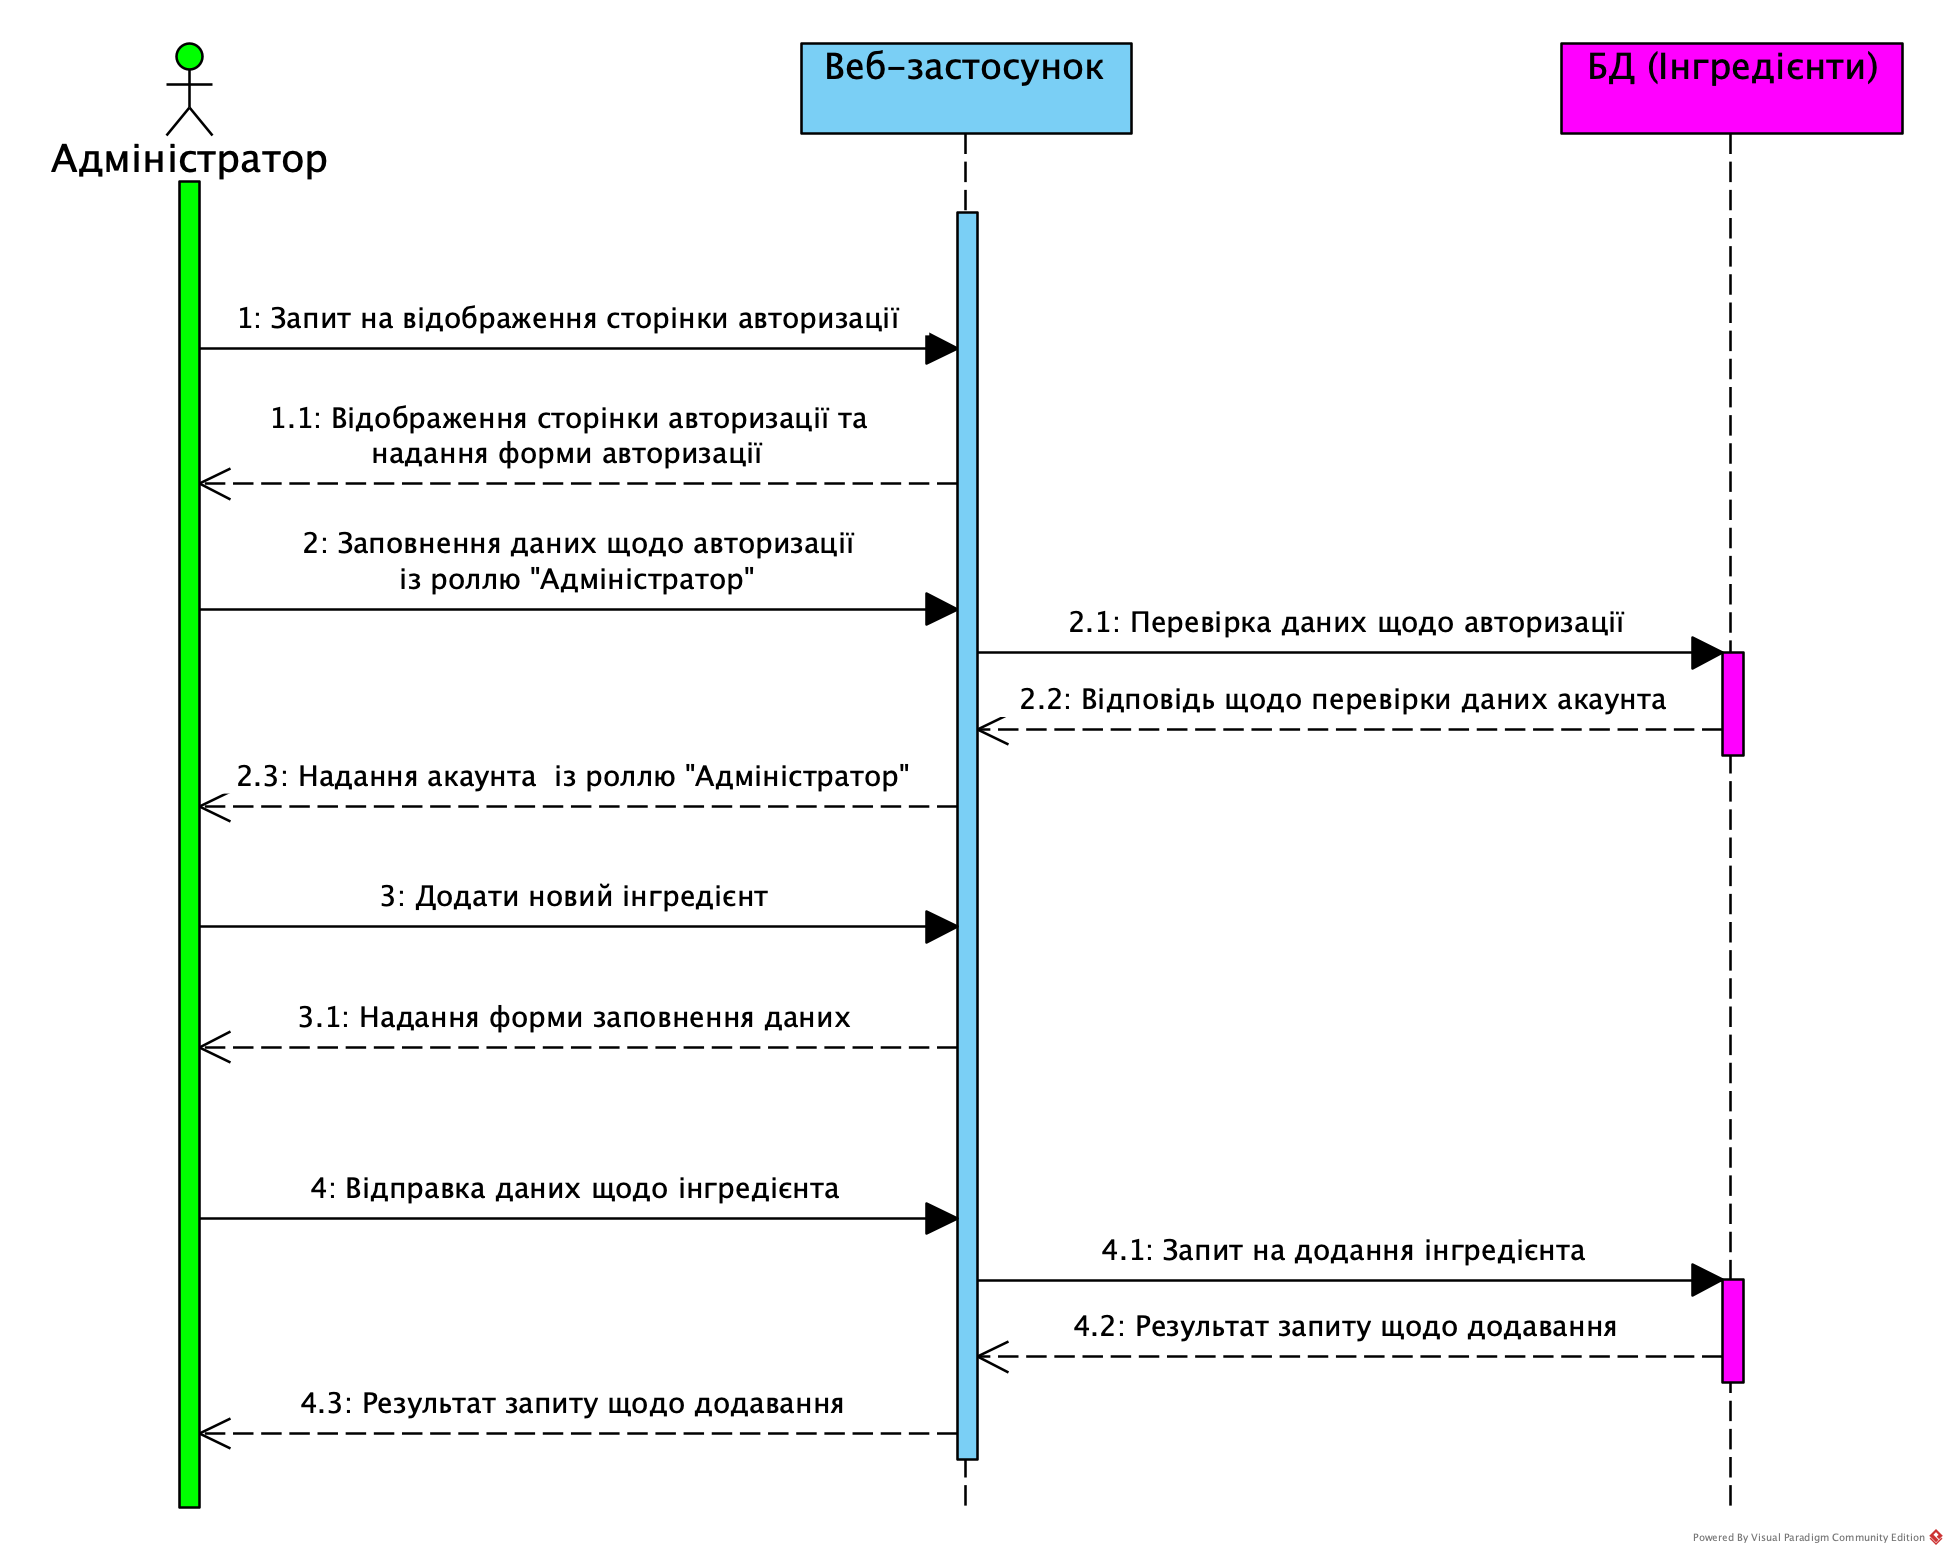 Веб-застосунок
БД (Інгредієнти)
Адміністратор
1: Запит на відображення сторінки авторизації
1.1: Відображення сторінки авторизації та
надання форми авторизації
2: Заповнення даних щодо авторизації
із роллю "Адміністратор"
2.1: Перевірка даних щодо авторизації
2.2: Відповідь щодо перевірки даних акаунта
2.3: Надання акаунта  із роллю "Адміністратор"
3: Додати новий інгредієнт
3.1: Надання форми заповнення даних
4: Відправка даних щодо інгредієнта
4.1: Запит на додання інгредієнта
4.2: Результат запиту щодо додавання
4.3: Результат запиту щодо додавання
Powered By Visual Paradigm Community Edition